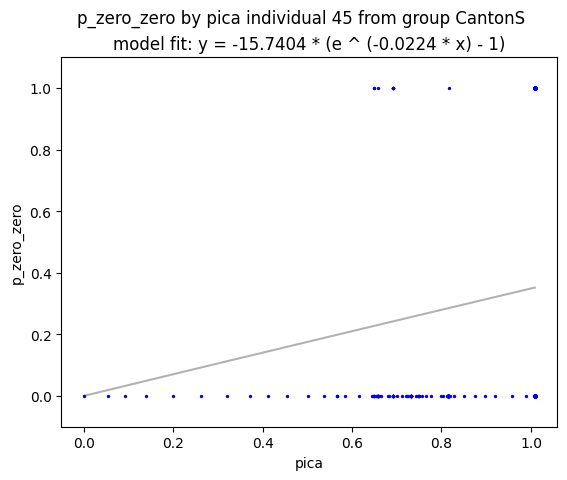 p_zero_zero by pica individual 45 from group CantonS
model fit: y = -15.7404 * (e ^ (-0.0224 * x) - 1)
1.0
0.8
0.6
0.4
0.2
0.0
p_zero_zero
0.0 0.2 0.4 0.6 0.8 1.0
pica